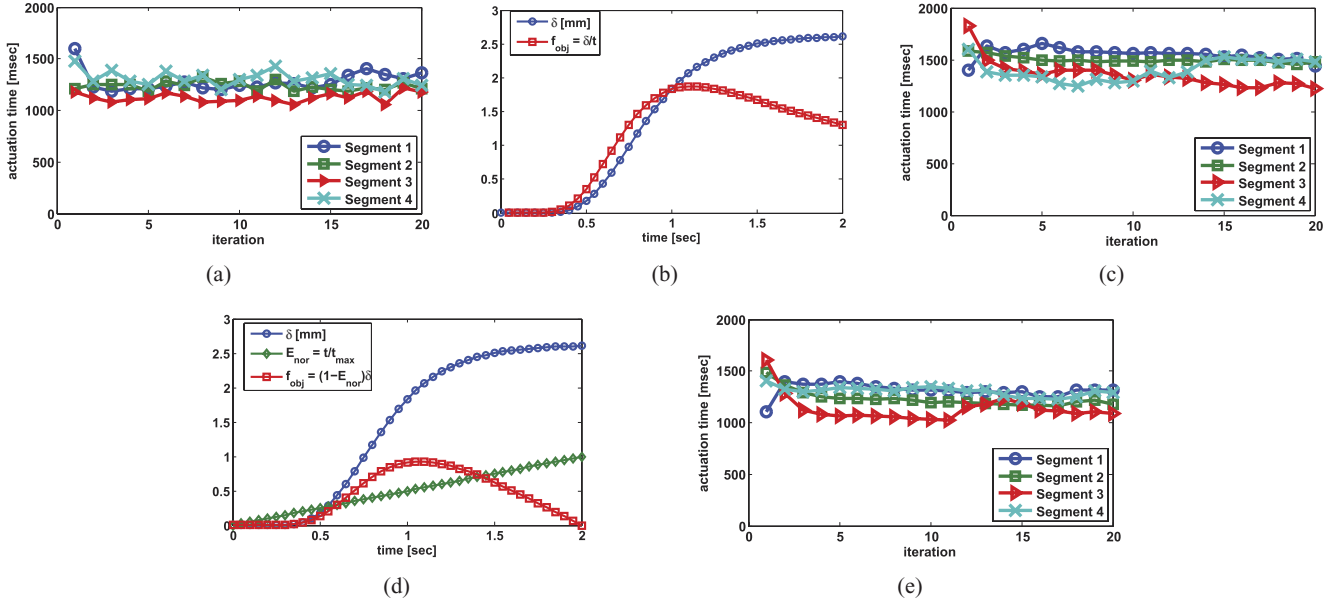 2000
1500
1000
500
0
actuation time [msec]
Segment 1
Segment 2
Segment 3
Segment 4
0 5 10 15 20
iteration
(a)
3
2.5
2
1.5
1
0.5
0
δ [mm]
f_obj = δ/t
0 0.5 1 1.5 2
time [sec]
(b)
2000
1500
1000
500
0
actuation time [msec]
Segment 1
Segment 2
Segment 3
Segment 4
0 5 10 15 20
iteration
(c)
3
2.5
2
1.5
1
0.5
0
δ [mm]
E_nor = t/t_max
f_obj = (1−E_nor)δ
0 0.5 1 1.5 2
time [sec]
(d)
2000
1500
1000
500
0
actuation time [msec]
Segment 1
Segment 2
Segment 3
Segment 4
0 5 10 15 20
iteration
(e)